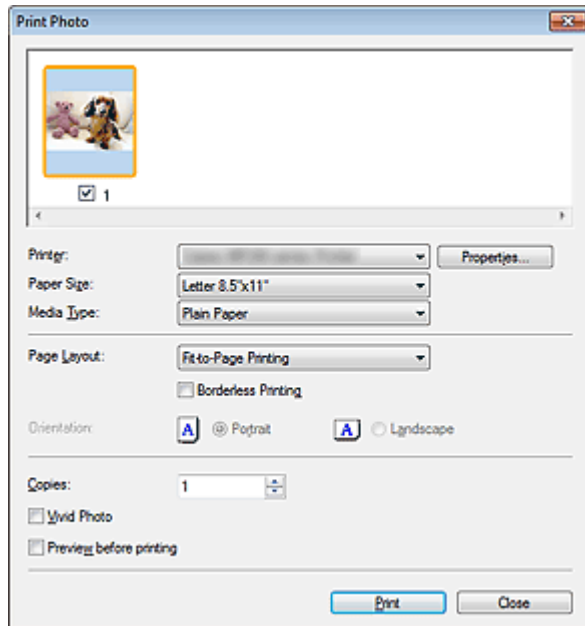 Print Photo
1
Printer:
Properties...
Paper Size: Letter 8.5"x11"
Media Type: Plain Paper
Page Layout: Fit-to-Page Printing
Borderless Printing
Orientation: A Portrait A Landscape
Copies: 1
Vivid Photo
Preview before printing
Print Close